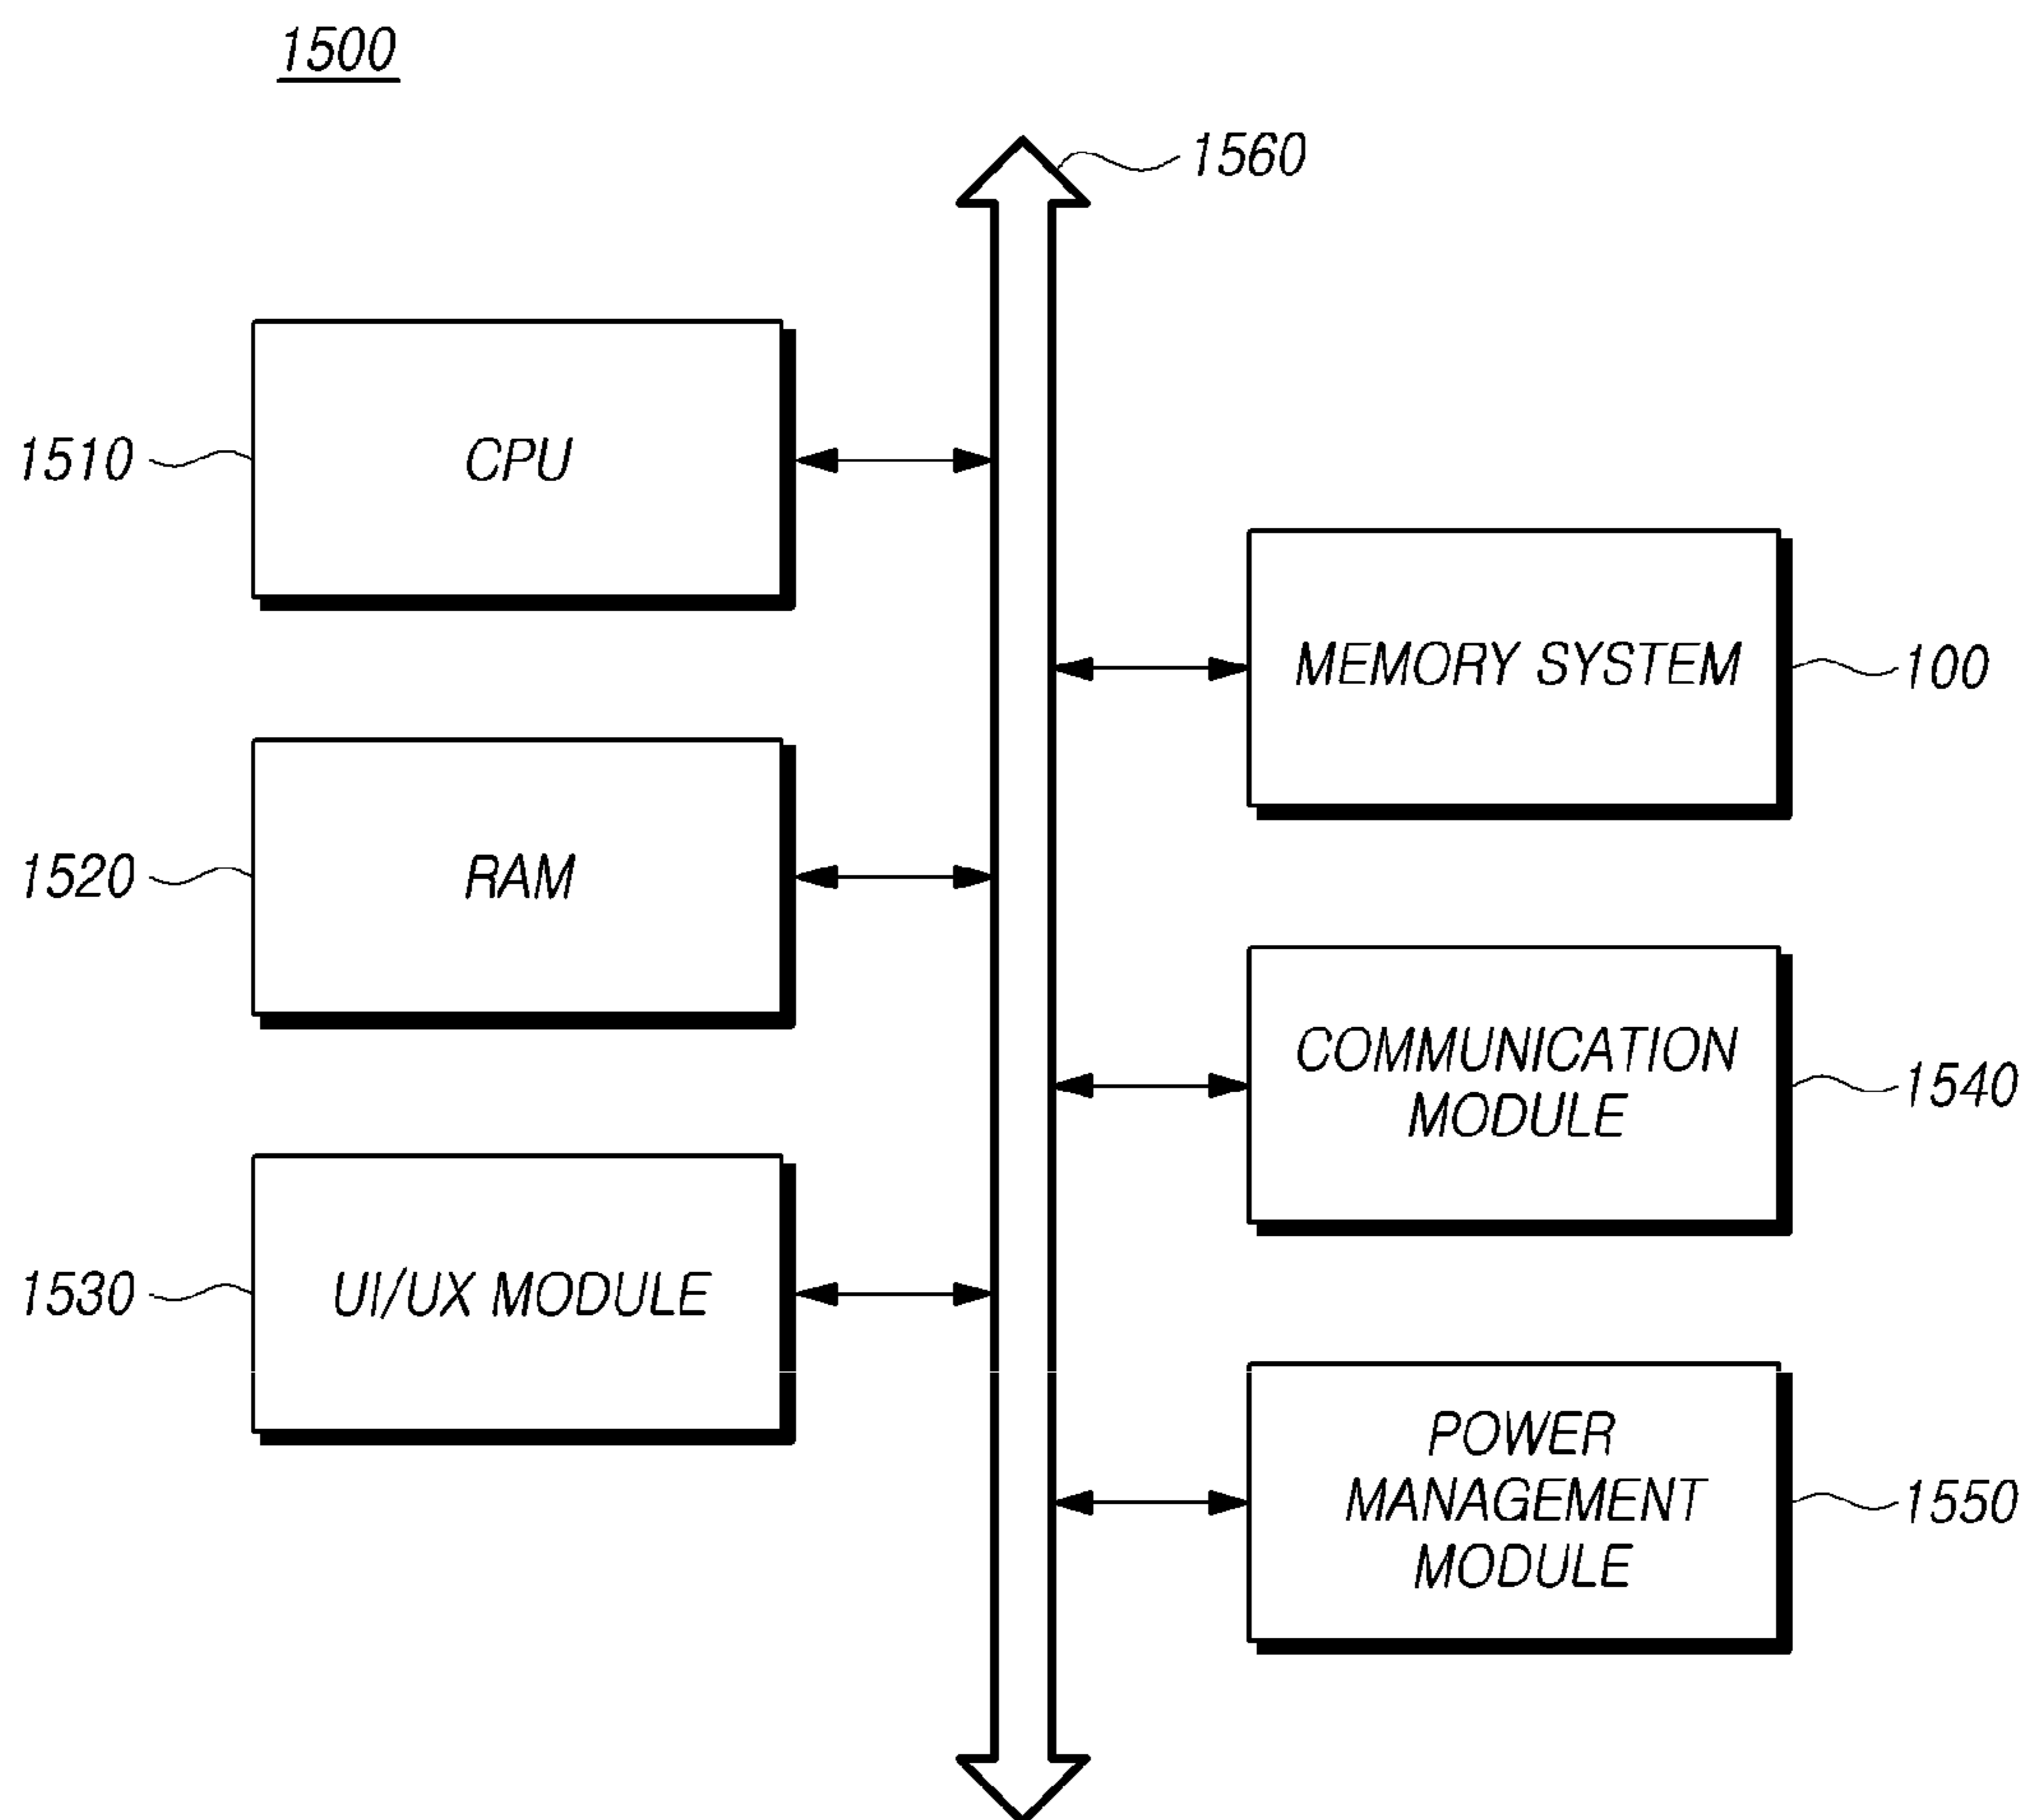 1500
1560
1510
CPU
MEMORY SYSTEM
100
1520
RAM
COMMUNICATION
MODULE
1540
1530
UI/UX MODULE
POWER
MANAGEMENT
MODULE
1550